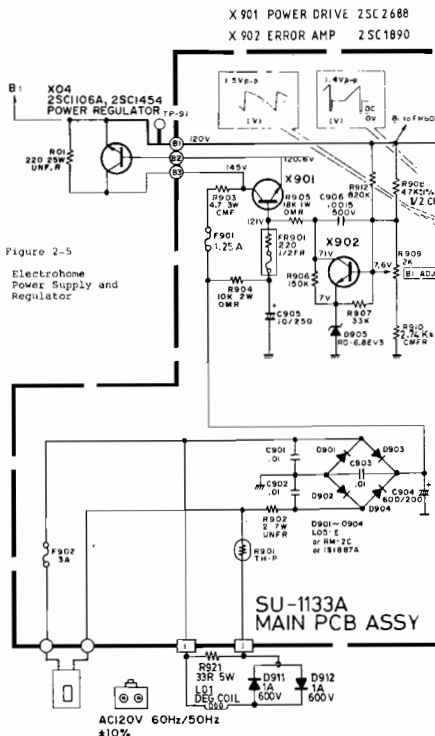 X901 POWER DRIVE 2SC2688
X902 ERROR AMP 2SC1890
1.5Vp-p
(V)
1.4Vp-p
DC
0V
(V)
B1
X04
2SC1106A, 2SC1454
POWER REGULATOR
TP-91
B1
120V
B2
B3
145V
120.6V
R01
220 25W
UNF.R
X901
R903
4.7 3W
CMF
R905
18K 1W
OMR
C906
.0015
500V
R912
820K
R908
1/2
121V
F901
1.25A
FR901
220
1/2FR
X902
71V
7.6V
R909
2K
B1 ADJ
R906
150K
7V
R907
33K
R904
10K 2W
OMR
C905
10/250
D905
RD-6.8EV3
R910
2.74K
CMFR
Figure 2-5
Electrohome
Power Supply and
Regulator
C901
.01
D901
D903
C903
.01
C902
.01
D902
D904
C904
600/200
R902
2.7W
UNFR
D901~D904
or RM-2C
or 1S1887A
F902
3A
R901
TH-P
SU-1133A
MAIN PCB ASSY
R921
33R 5W
L01
DEG COIL
D911
1A
600V
D912
1A
600V
AC120V 60Hz/50Hz
±10%